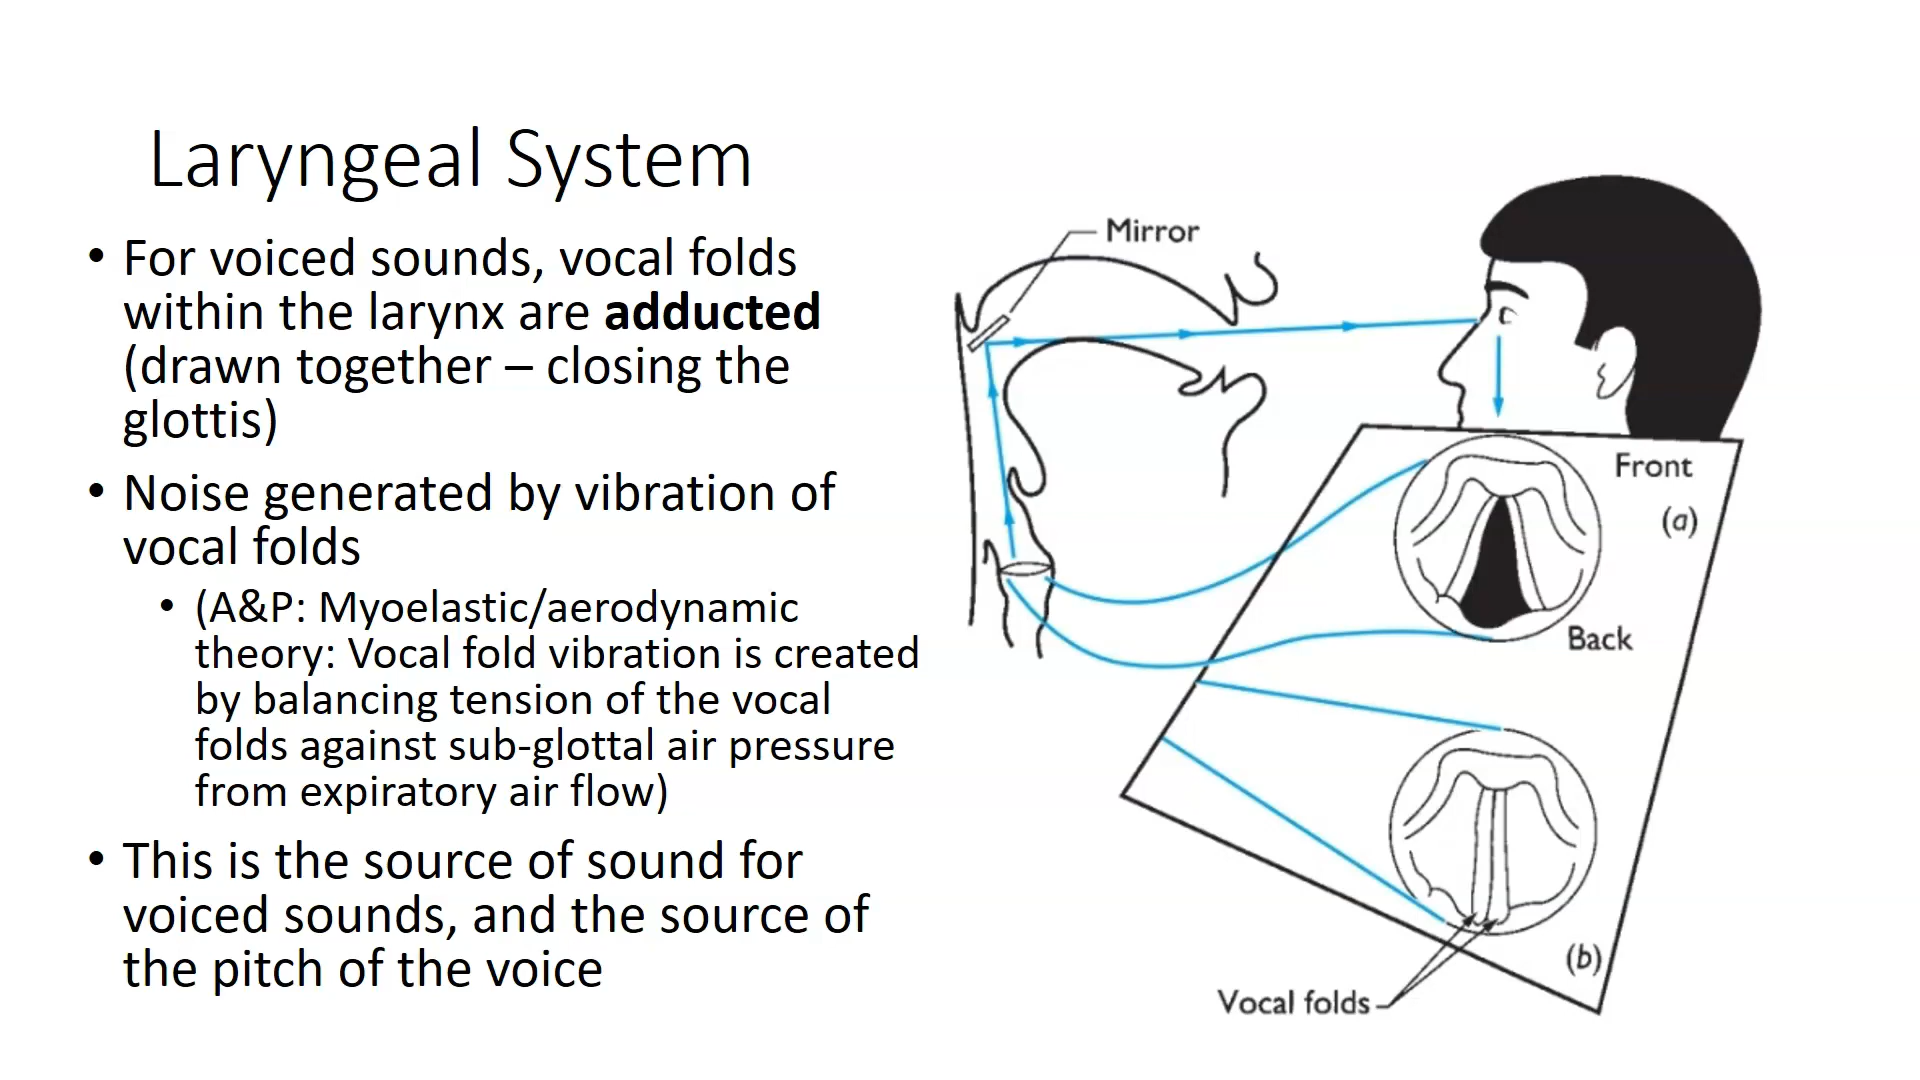 Laryngeal System
• For voiced sounds, vocal folds
within the larynx are adducted
(drawn together – closing the
glottis)
• Noise generated by vibration of
vocal folds
• (A&P: Myoelastic/aerodynamic
theory: Vocal fold vibration is created
by balancing tension of the vocal
folds against sub-glottal air pressure
from expiratory air flow)
• This is the source of sound for
voiced sounds, and the source of
the pitch of the voice
Mirror
Front
(a)
Back
(b)
Vocal folds